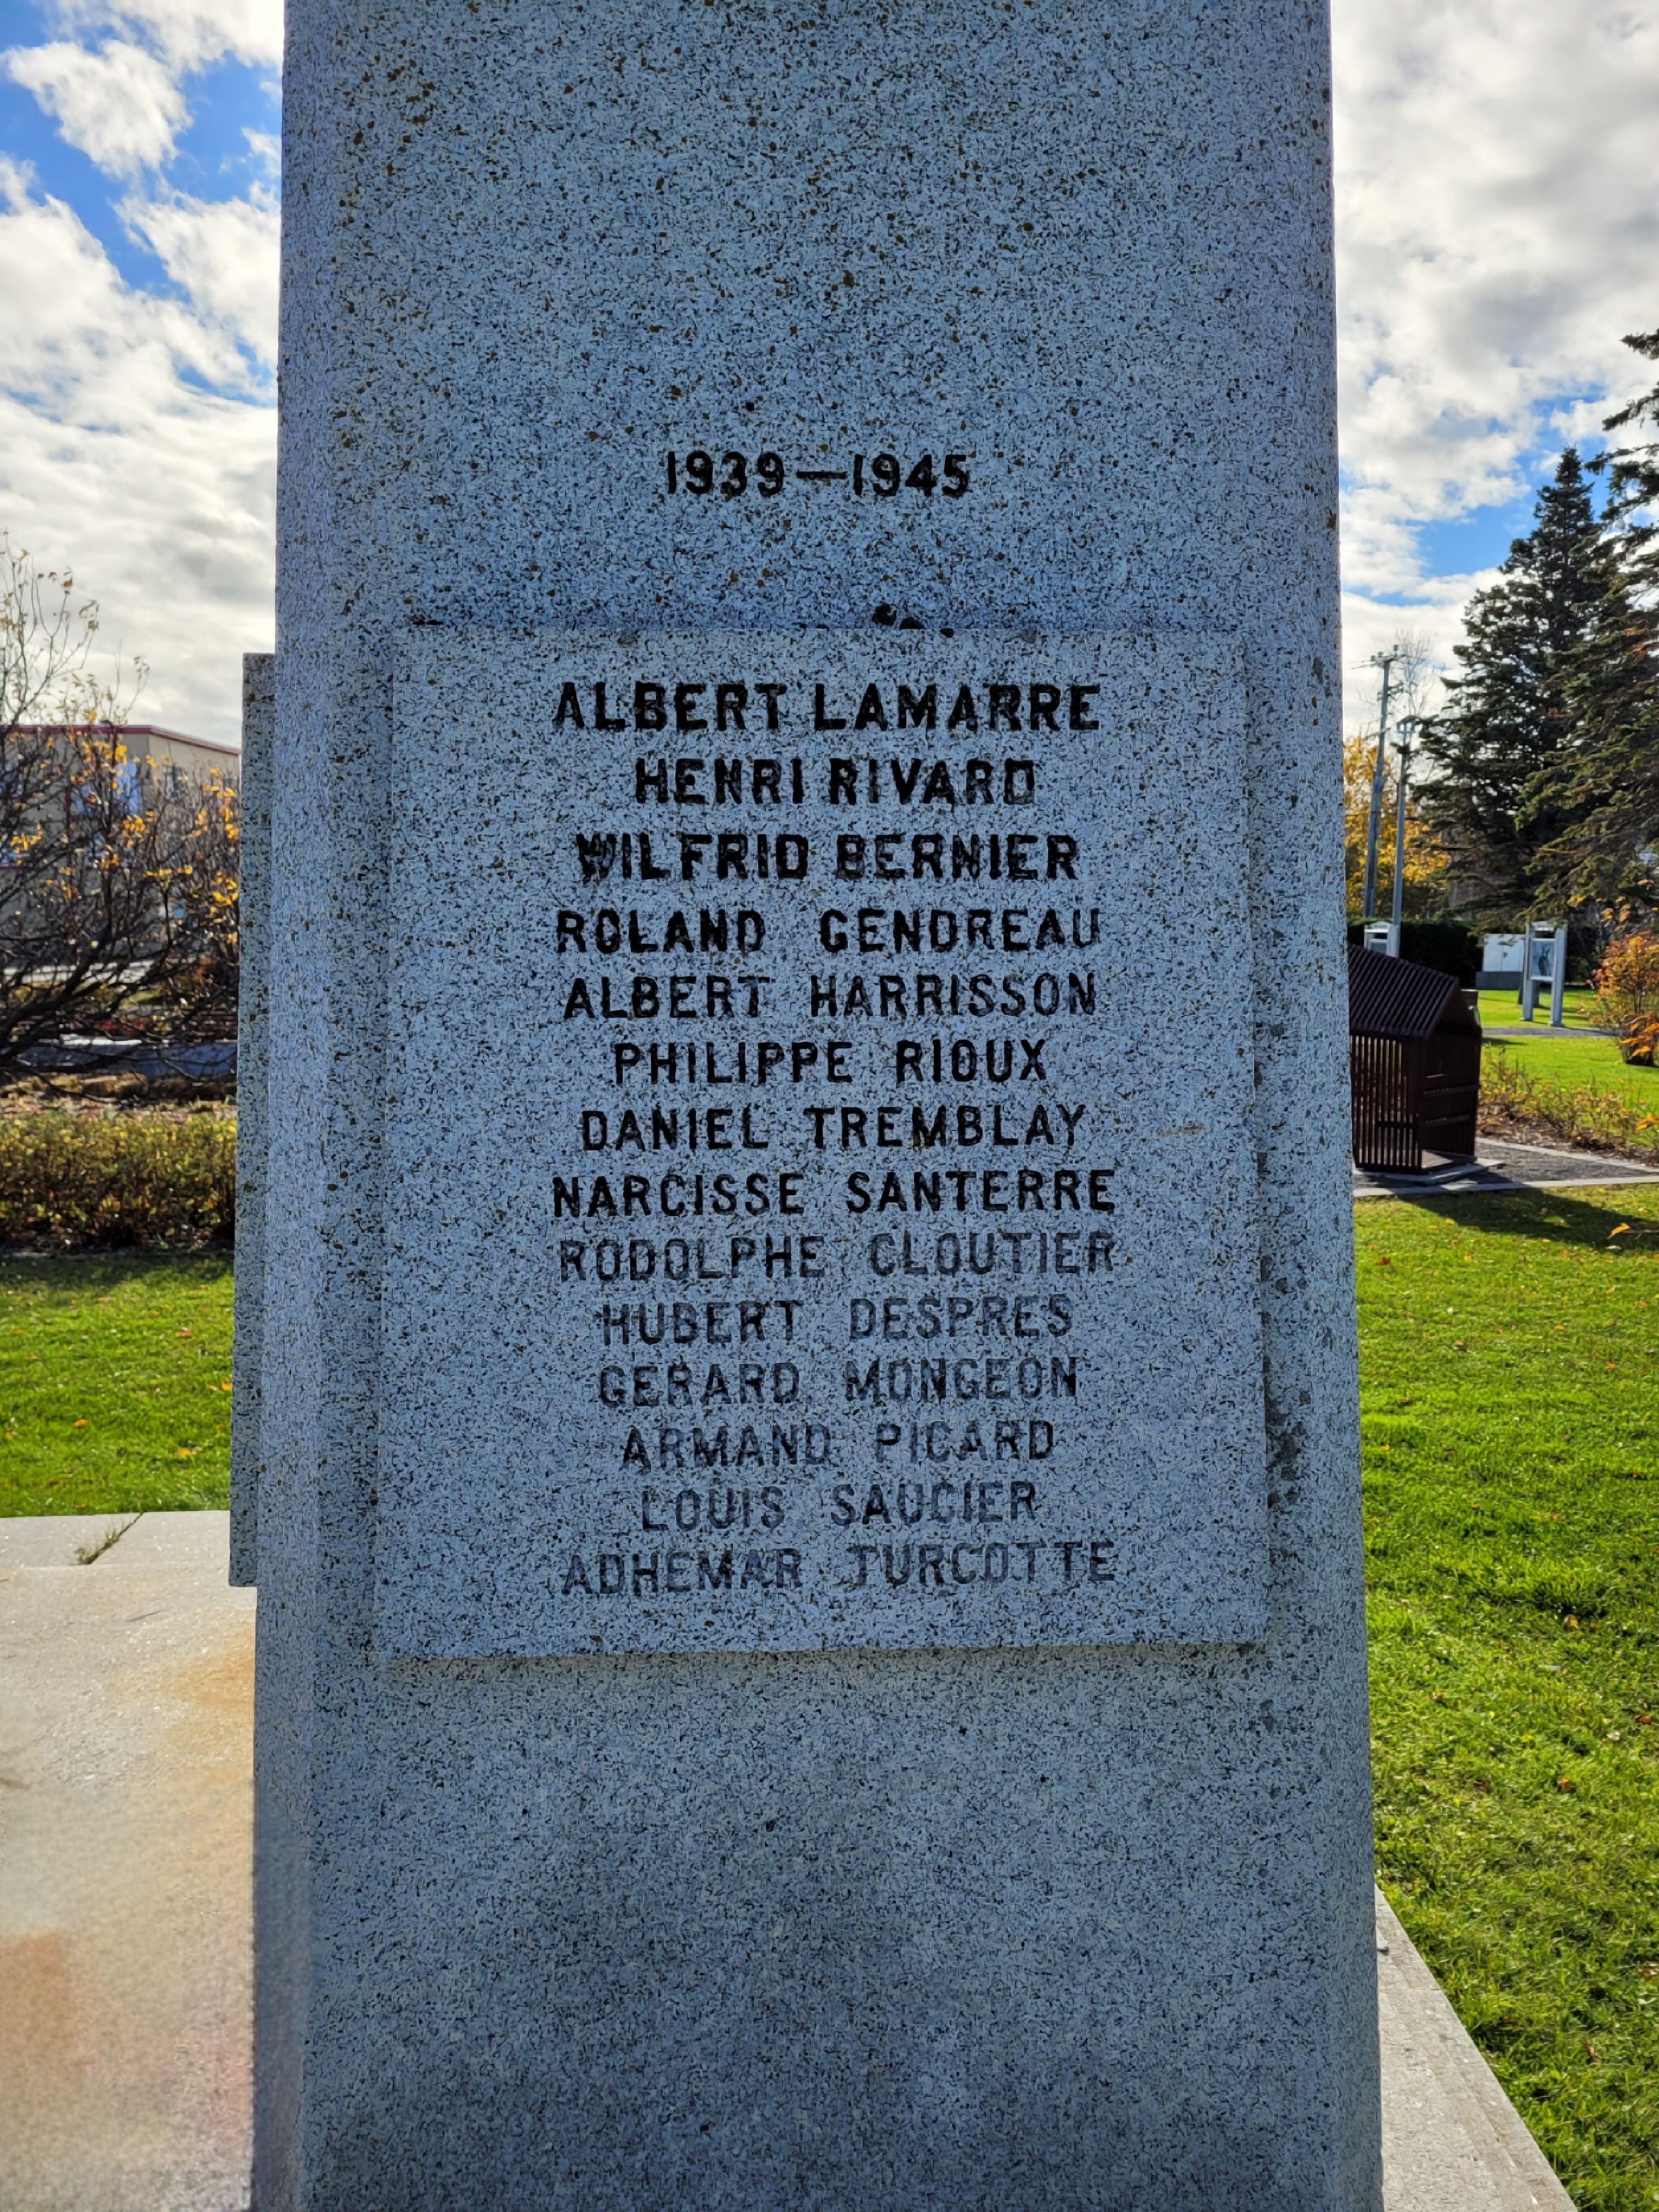 1939—1945
ALBERT LAMARRE
HENRI RIVARD
WILFRID BERNIER
ROLAND GENDREAU
ALBERT HARRISSON
PHILIPPE RIOUX
DANIEL TREMBLAY
NARCISSE SANTERRE
RODOLPHE CLOUTIER
HUBERT DESPRES
GERARD MONGEON
ARMAND PICARD
LOUIS SAUCIER
ADHEMAR TURCOTTE